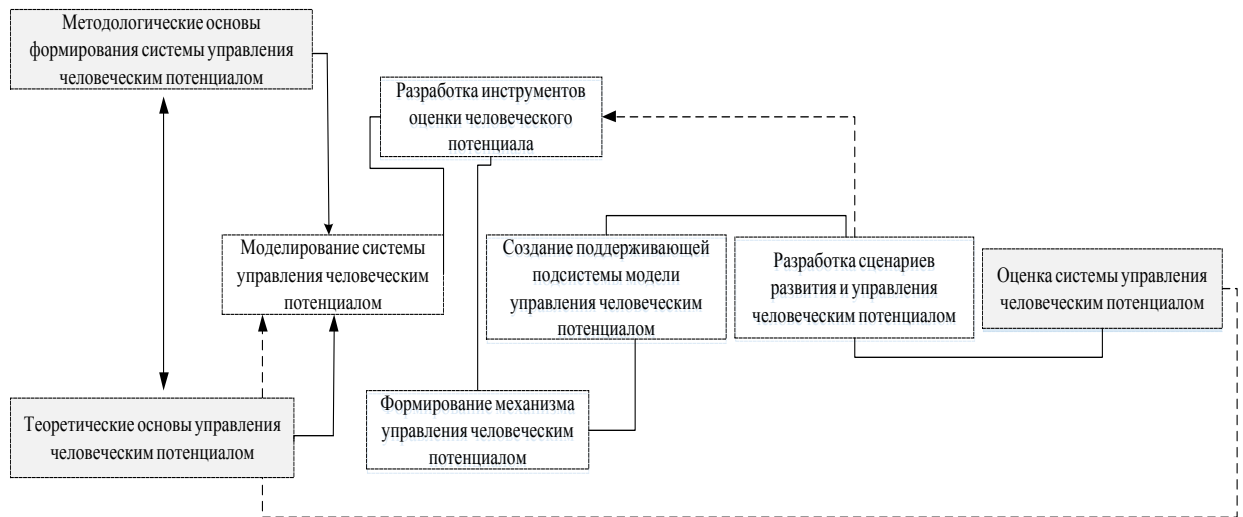 Методологические основы
формирования системы управления
человеческим потенциалом
Разработка инструментов
оценки человеческого
потенциала
Моделирование системы
управления человеческим
потенциалом
Создание поддерживающей
подсистемы модели
управления человеческим
потенциалом
Разработка сценариев
развития и управления
человеческим потенциалом
Оценка системы управления
человеческим потенциалом
Теоретические основы управления
человеческим потенциалом
Формирование механизма
управления человеческим
потенциалом